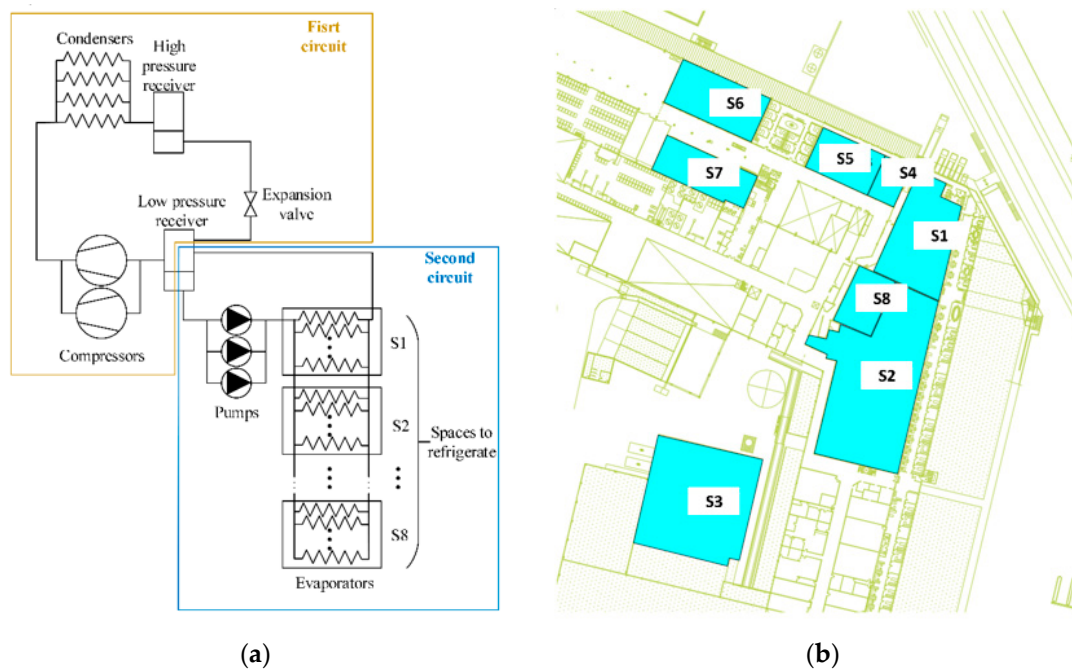 Fisrt
circuit
Condensers
High
pressure
receiver
Low pressure
receiver
Expansion
valve
Second
circuit
Compressors
Pumps
S1
S2
S8
Spaces to
refrigerate
Evaporators
(a)
S6
S5
S4
S7
S1
S8
S2
S3
(b)